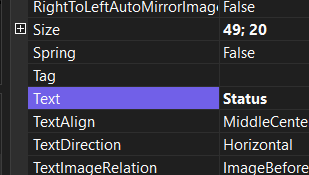 RightToLeftAutoMirrorImage False
Size 49; 20
Spring False
Tag
Text Status
TextAlign MiddleCente
TextDirection Horizontal
TextImageRelation ImageBefore